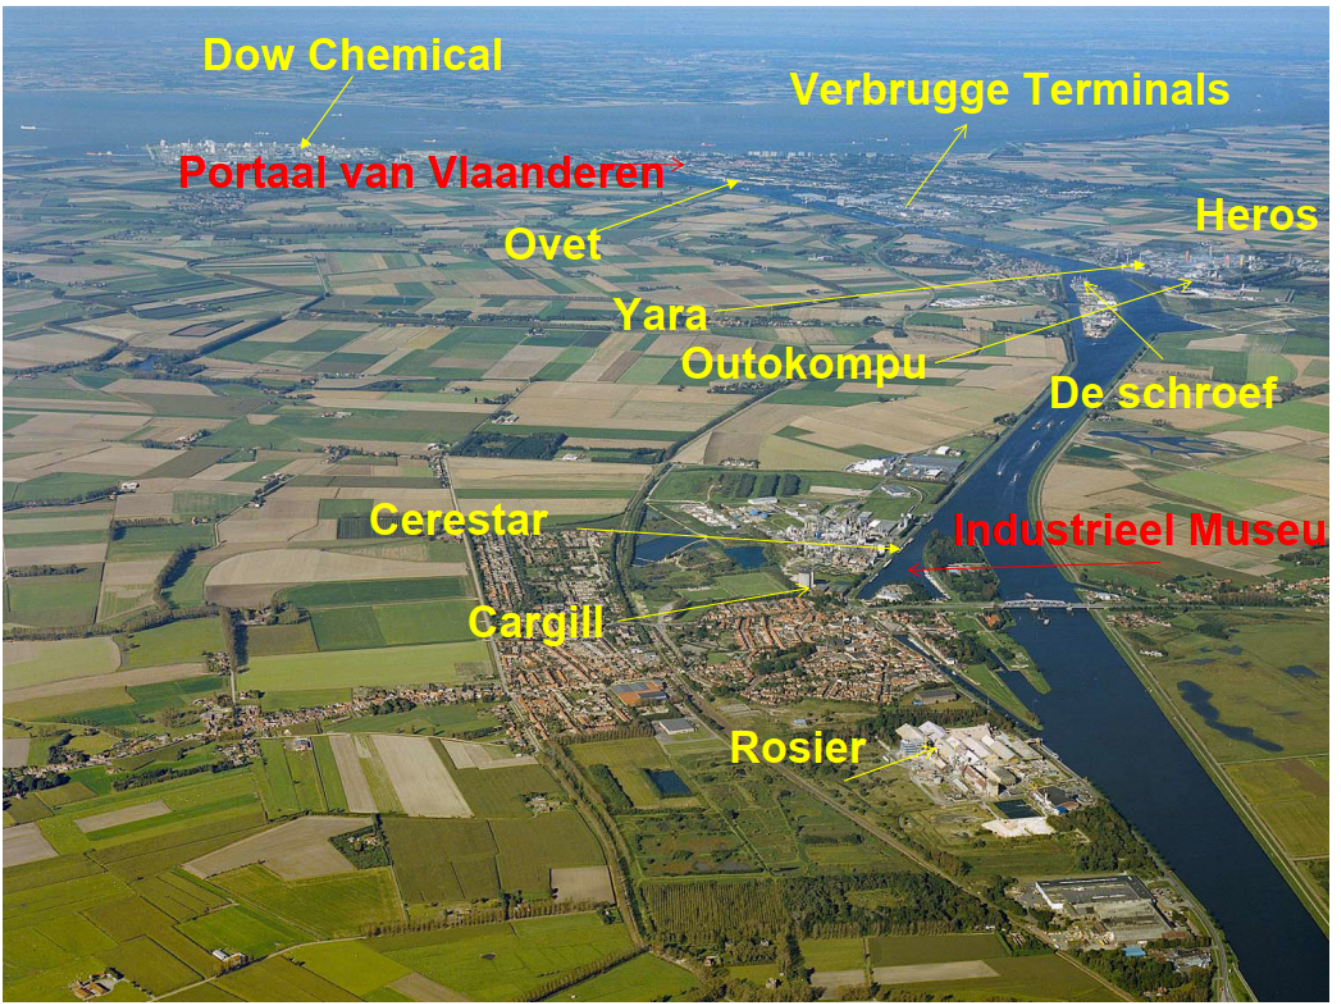 Dow Chemical
Verbrugge Terminals
Portaal van Vlaanderen
Heros
Ovet
Yara
Outokompu
De schroef
Cerestar
Industrieel Museu
Cargill
Rosier